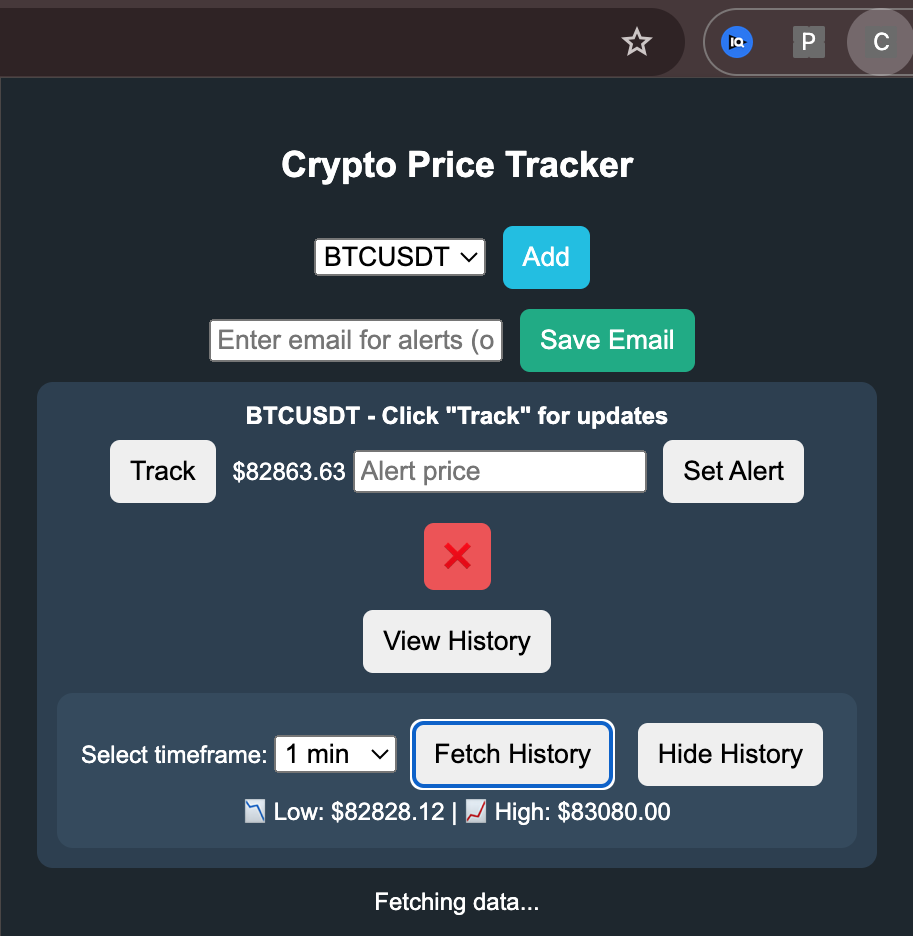 IQ P C
Crypto Price Tracker
BTCUSDT Add
Enter email for alerts (o Save Email
BTCUSDT - Click "Track" for updates
Track $82863.63 Alert price Set Alert
View History
Select timeframe: 1 min Fetch History Hide History
Low: $82828.12 | High: $83080.00
Fetching data...